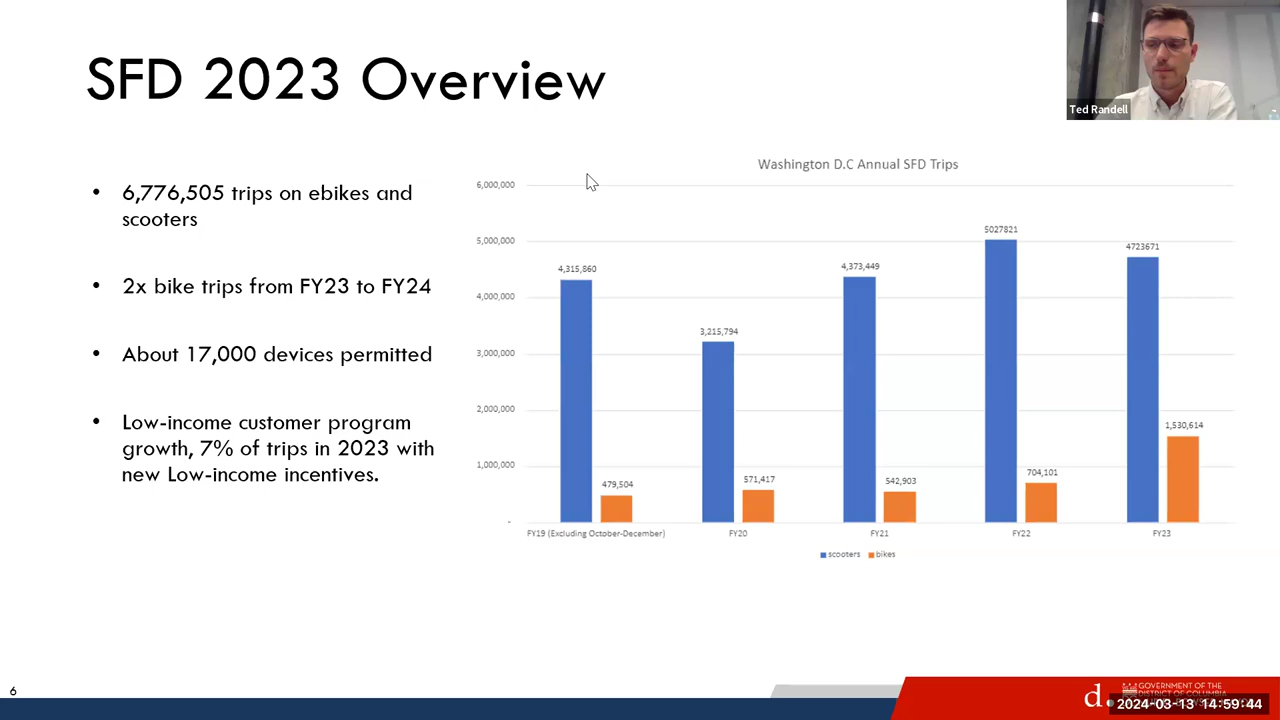 SFD 2023 Overview
Ted Randell
• 6,776,505 trips on ebikes and
scooters
• 2x bike trips from FY23 to FY24
• About 17,000 devices permitted
• Low-income customer program
growth, 7% of trips in 2023 with
new Low-income incentives.
Washington D.C Annual SFD Trips
6,000,000
5,000,000
4,000,000
3,000,000
2,000,000
1,000,000
-
4,315,860
479,504
3,215,794
571,417
4,373,449
542,903
5027821
704,101
4723671
1,530,614
FY19 (Excluding October-December)
FY20
FY21
FY22
FY23
scooters
bikes
6
d
GOVERNMENT OF THE
DISTRICT OF COLUMBIA
2024-03-13 14:59:44